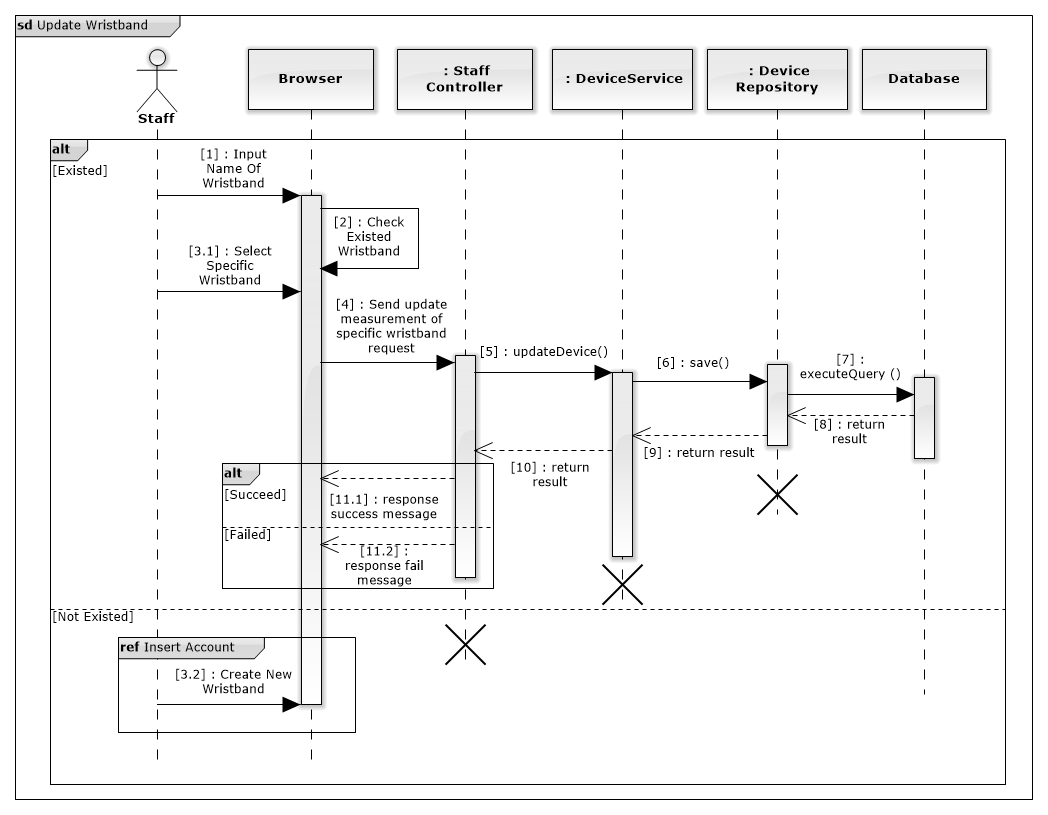 sd Update Wristband
Staff
Browser
: Staff
Controller
: DeviceService
: Device
Repository
Database
alt
[Existed]
[1] : Input
Name Of
Wristband
[2] : Check
Existed
Wristband
[3.1] : Select
Specific
Wristband
[4] : Send update
measurement of
specific wristband
request
[5] : updateDevice()
[6] : save()
[7] :
executeQuery ()
[8] : return
result
[9] : return result
[10] : return
result
alt
[Succeed]
[11.1] : response
success message
[Failed]
[11.2] :
response fail
message
[Not Existed]
ref Insert Account
[3.2] : Create New
Wristband